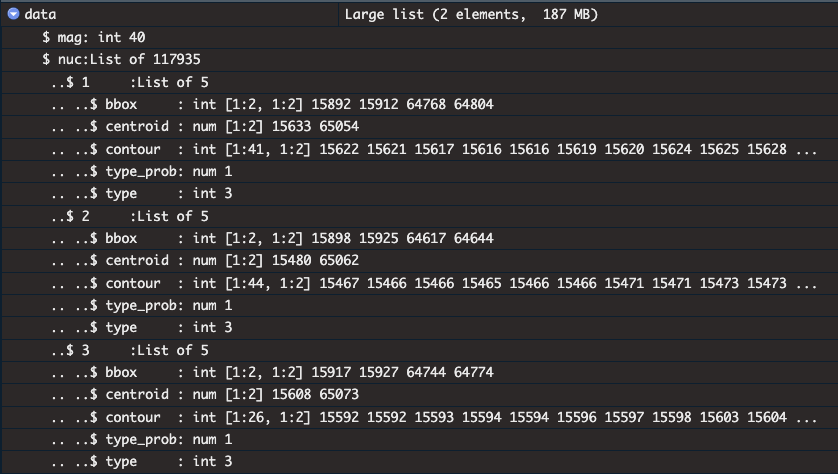 data Large list (2 elements, 187 MB)
$ mag: int 40
$ nuc:List of 117935
..$ 1 :List of 5
.. ..$ bbox : int [1:2, 1:2] 15892 15912 64768 64804
.. ..$ centroid : num [1:2] 15633 65054
.. ..$ contour : int [1:41, 1:2] 15622 15621 15617 15616 15616 15619 15620 15624 15625 15628 ...
.. ..$ type_prob: num 1
.. ..$ type : int 3
..$ 2 :List of 5
.. ..$ bbox : int [1:2, 1:2] 15898 15925 64617 64644
.. ..$ centroid : num [1:2] 15480 65062
.. ..$ contour : int [1:44, 1:2] 15467 15466 15466 15465 15466 15466 15471 15471 15473 15473 ...
.. ..$ type_prob: num 1
.. ..$ type : int 3
..$ 3 :List of 5
.. ..$ bbox : int [1:2, 1:2] 15917 15927 64744 64774
.. ..$ centroid : num [1:2] 15608 65073
.. ..$ contour : int [1:26, 1:2] 15592 15592 15593 15594 15594 15596 15597 15598 15603 15604 ...
.. ..$ type_prob: num 1
.. ..$ type : int 3